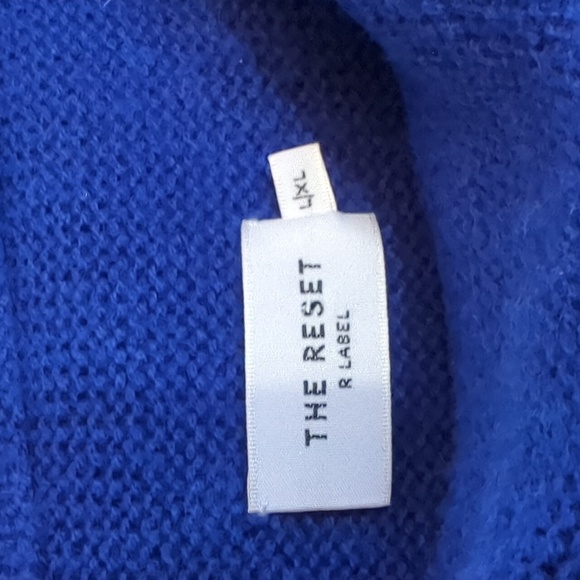 THE RESET
R LABEL
L/XL